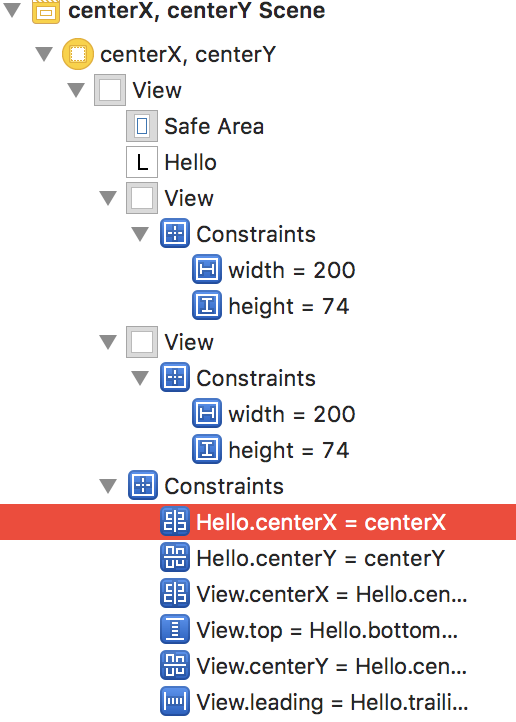 centerX, centerY Scene
centerX, centerY
View
Safe Area
L Hello
View
Constraints
width = 200
height = 74
View
Constraints
width = 200
height = 74
Constraints
Hello.centerX = centerX
Hello.centerY = centerY
View.centerX = Hello.cen...
View.top = Hello.bottom...
View.centerY = Hello.cen...
View.leading = Hello.traili...